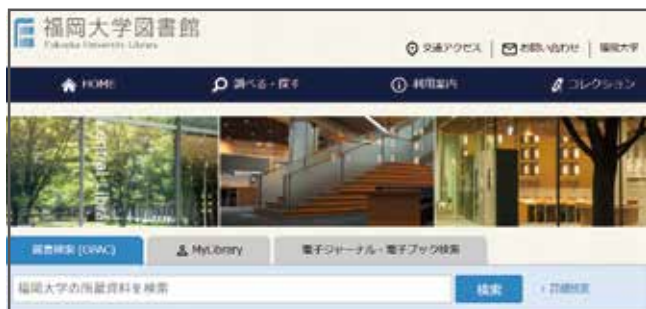 福岡大学図書館
Fukuoka University Library
交通アクセス | お問い合わせ | 福岡大学
HOME 調べる・探す 利用案内 コレクション
Central Library
蔵書検索 (OPAC) MyLibrary 電子ジャーナル・電子ブック検索
福岡大学の所蔵資料を検索 検索 › 詳細検索